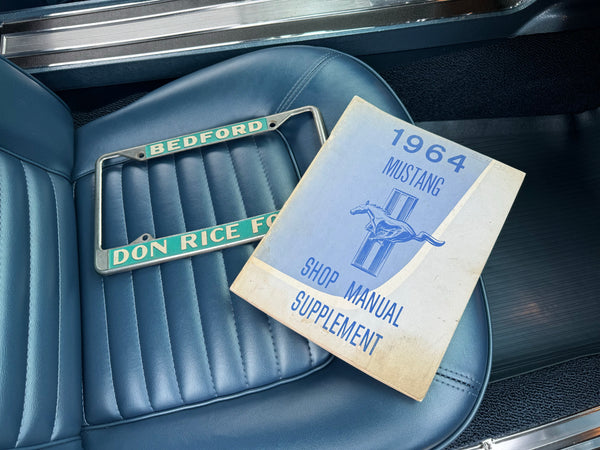 BEDFORD
DON RICE FO
1964
MUSTANG
SHOP MANUAL
SUPPLEMENT